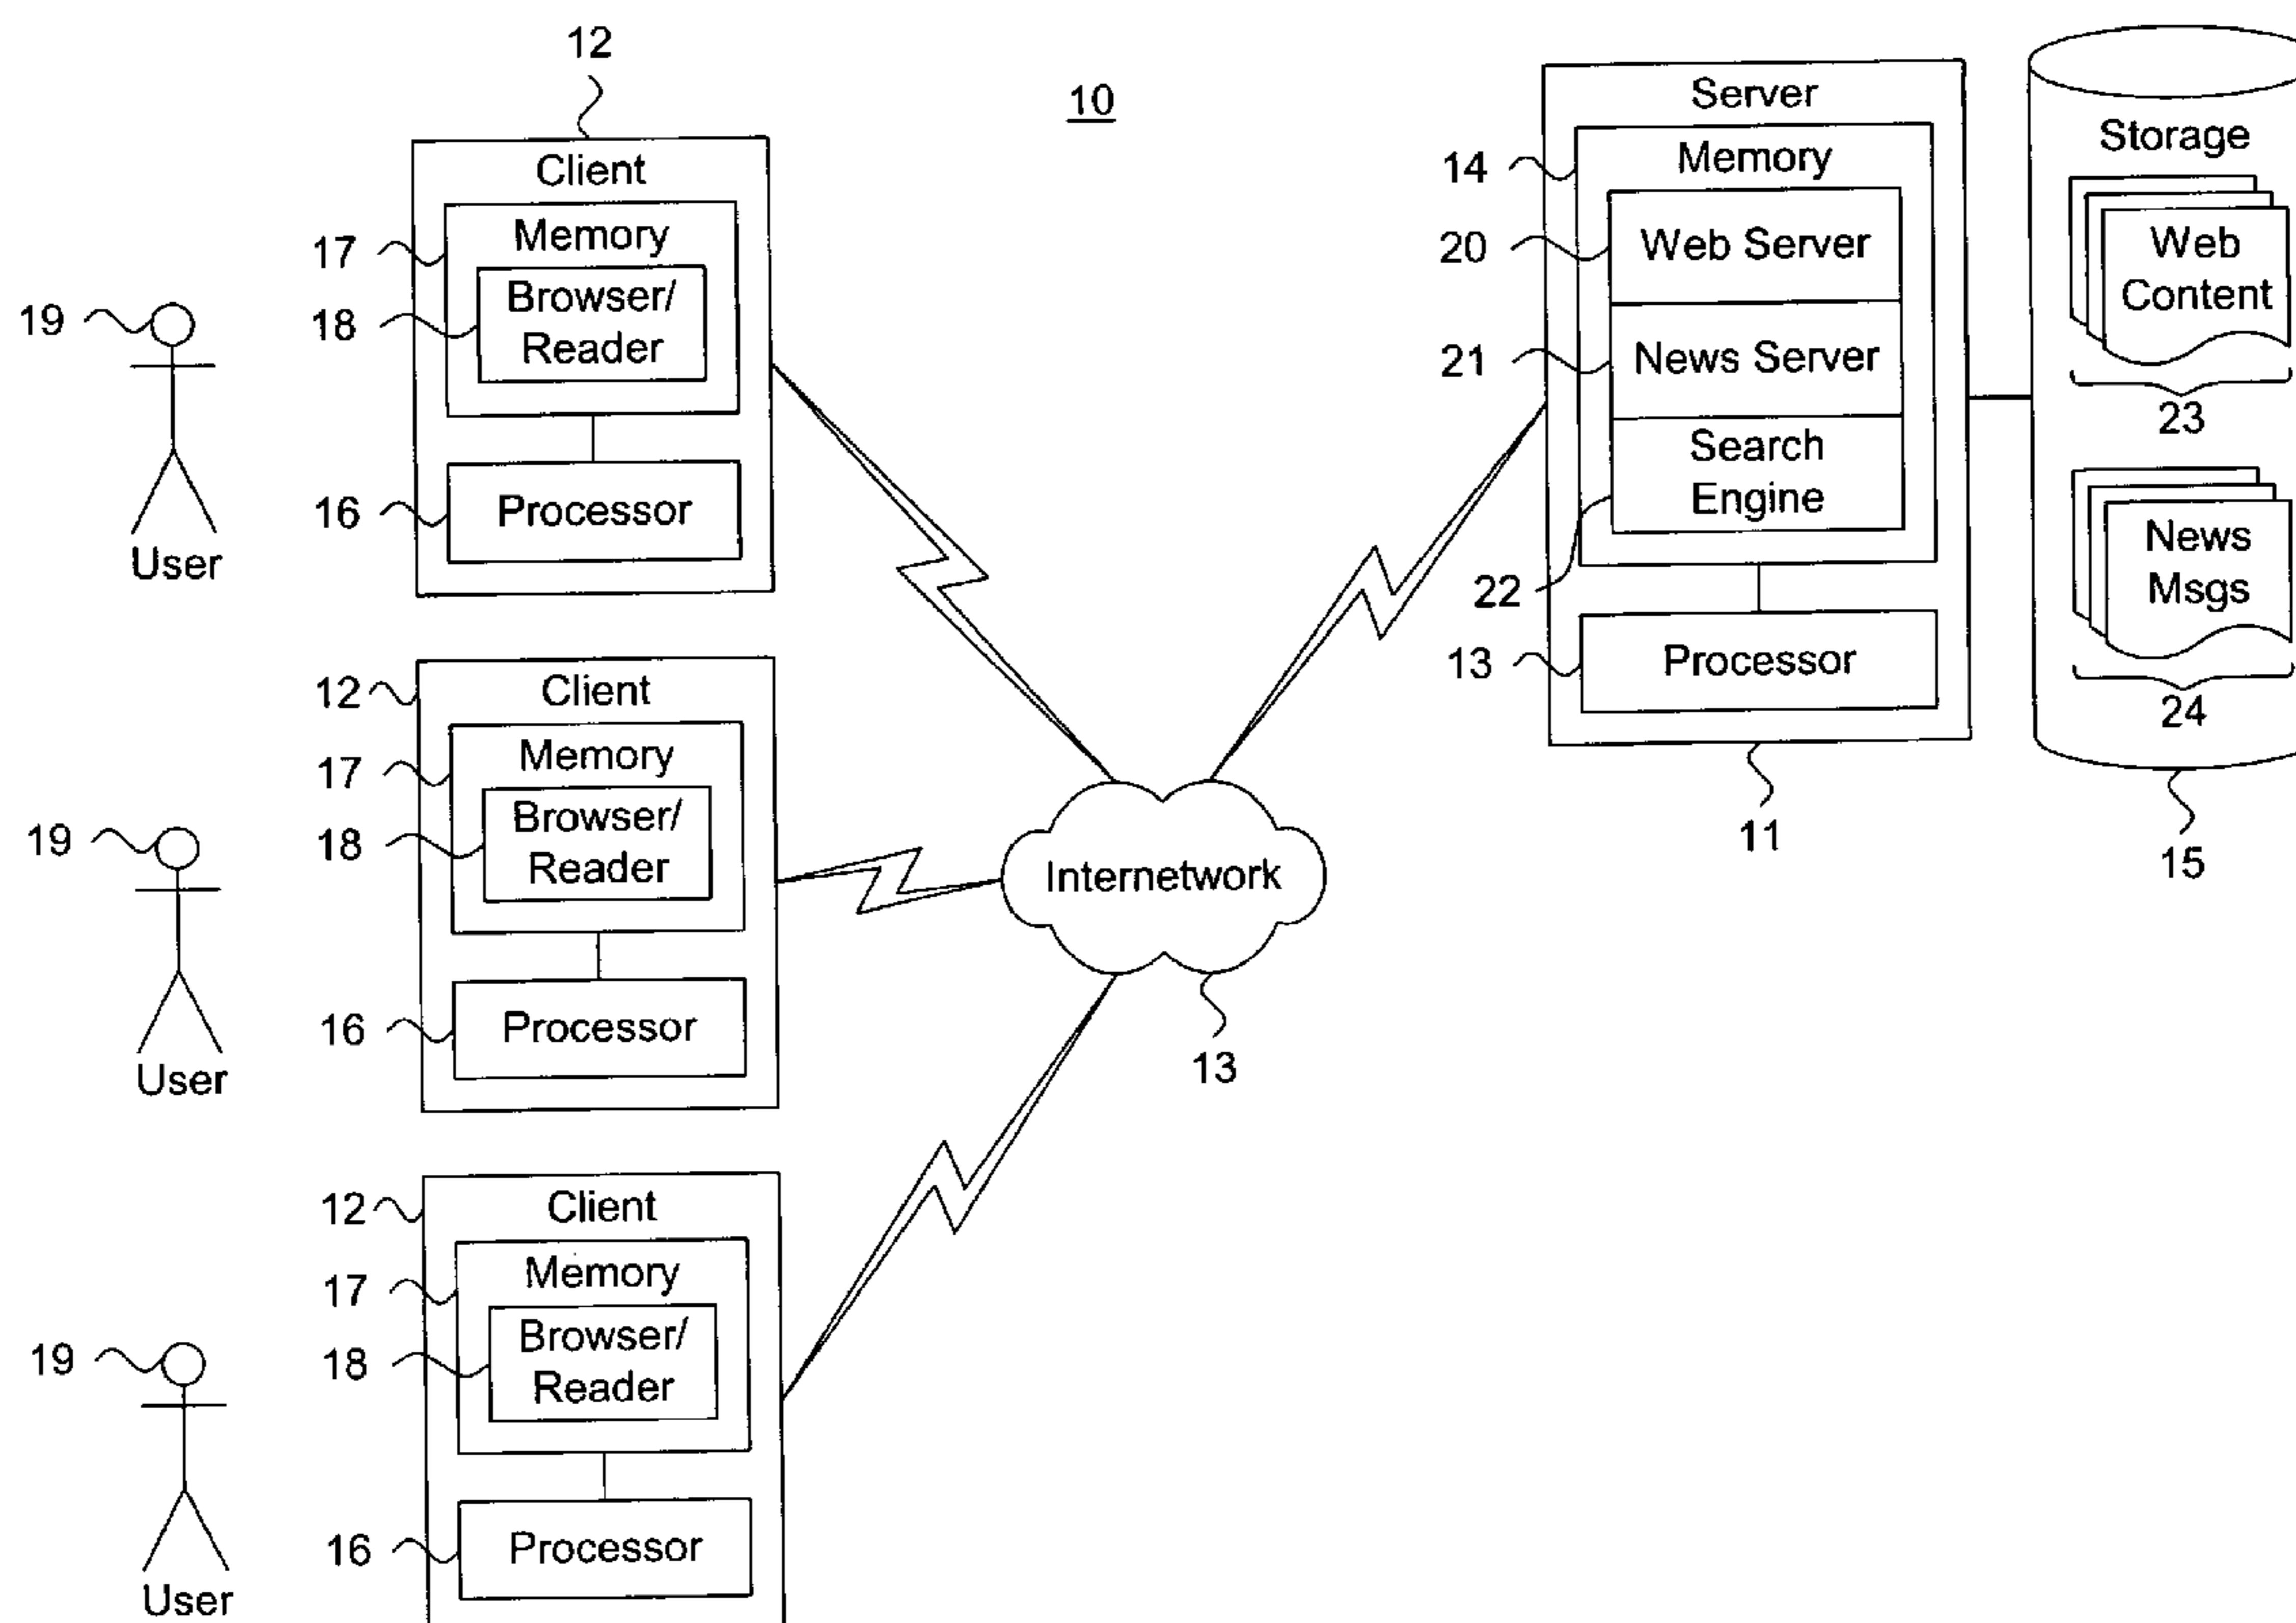 12
10
Client
Memory
17
Browser/
Reader
18
19
16
Processor
User
12
Client
Memory
17
Browser/
Reader
18
19
16
Processor
User
12
Client
Memory
17
Browser/
Reader
18
19
16
Processor
User
Internetwork
13
Server
14
Memory
20
Web Server
21
News Server
Search
Engine
22
13
Processor
11
Storage
Web
Content
23
News
Msgs
24
15